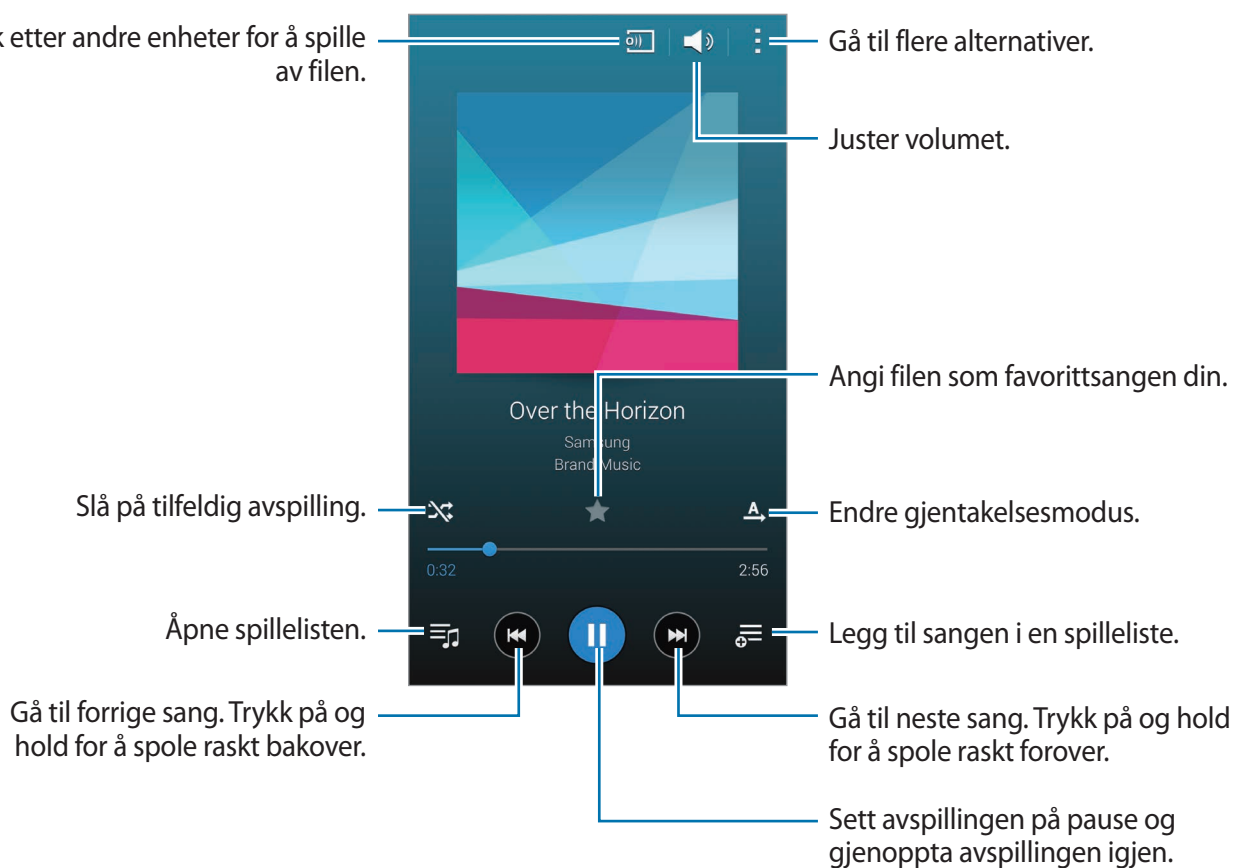 etter andre enheter for å spille
av filen.
Gå til flere alternativer.
Juster volumet.
Angi filen som favorittsangen din.
Over the Horizon
Samsung
Brand Music
Slå på tilfeldig avspilling.
A
Endre gjentakelsesmodus.
0:32
2:56
Åpne spillelisten.
Legg til sangen i en spilleliste.
Gå til forrige sang. Trykk på og
hold for å spole raskt bakover.
Gå til neste sang. Trykk på og hold
for å spole raskt forover.
Sett avspillingen på pause og
gjenoppta avspillingen igjen.